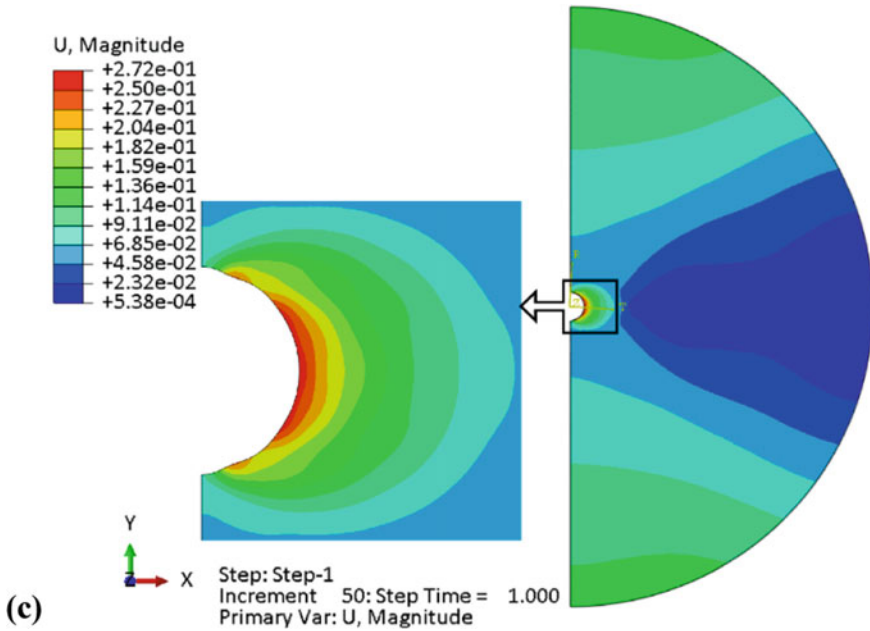 U, Magnitude
+2.72e-01
+2.50e-01
+2.27e-01
+2.04e-01
+1.82e-01
+1.59e-01
+1.36e-01
+1.14e-01
+9.11e-02
+6.85e-02
+4.58e-02
+2.32e-02
+5.38e-04
Y
Z
X
Step: Step-1
Increment 50: Step Time = 1.000
Primary Var: U, Magnitude
(c)